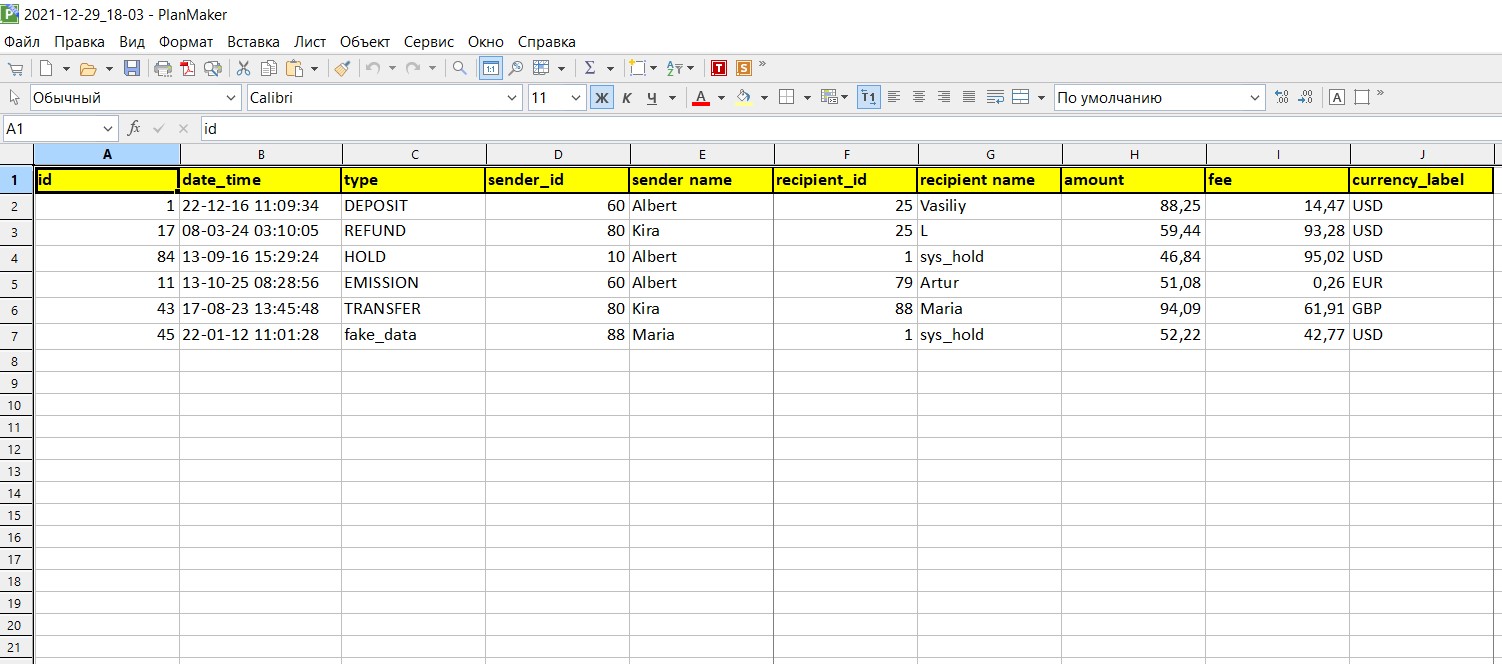 2021-12-29_18-03 - PlanMaker
Файл Правка Вид Формат Вставка Лист Объект Сервис Окно Справка
Обычный Calibri 11 Ж К Ч А T1 По умолчанию
A1 fx id
A B C D E F G H I J
1 id date_time type sender_id sender name recipient_id recipient name amount fee currency_label
2 1 22-12-16 11:09:34 DEPOSIT 60 Albert 25 Vasiliy 88,25 14,47 USD
3 17 08-03-24 03:10:05 REFUND 80 Kira 25 L 59,44 93,28 USD
4 84 13-09-16 15:29:24 HOLD 10 Albert 1 sys_hold 46,84 95,02 USD
5 11 13-10-25 08:28:56 EMISSION 60 Albert 79 Artur 51,08 0,26 EUR
6 43 17-08-23 13:45:48 TRANSFER 80 Kira 88 Maria 94,09 61,91 GBP
7 45 22-01-12 11:01:28 fake_data 88 Maria 1 sys_hold 52,22 42,77 USD
8
9
10
11
12
13
14
15
16
17
18
19
20
21